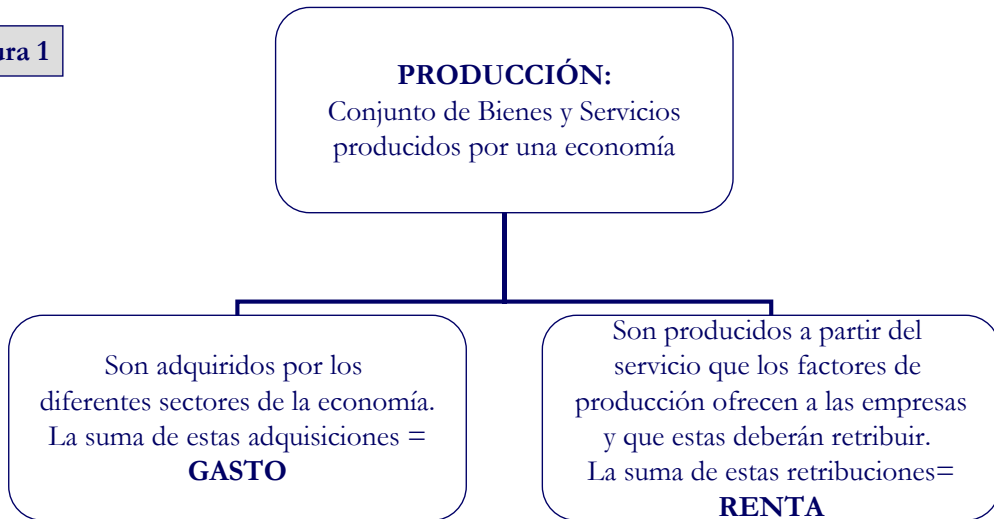 ura 1
PRODUCCIÓN:
Conjunto de Bienes y Servicios
producidos por una economía
Son adquiridos por los
diferentes sectores de la economía.
La suma de estas adquisiciones =
GASTO
Son producidos a partir del
servicio que los factores de
producción ofrecen a las empresas
y que estas deberán retribuir.
La suma de estas retribuciones=
RENTA